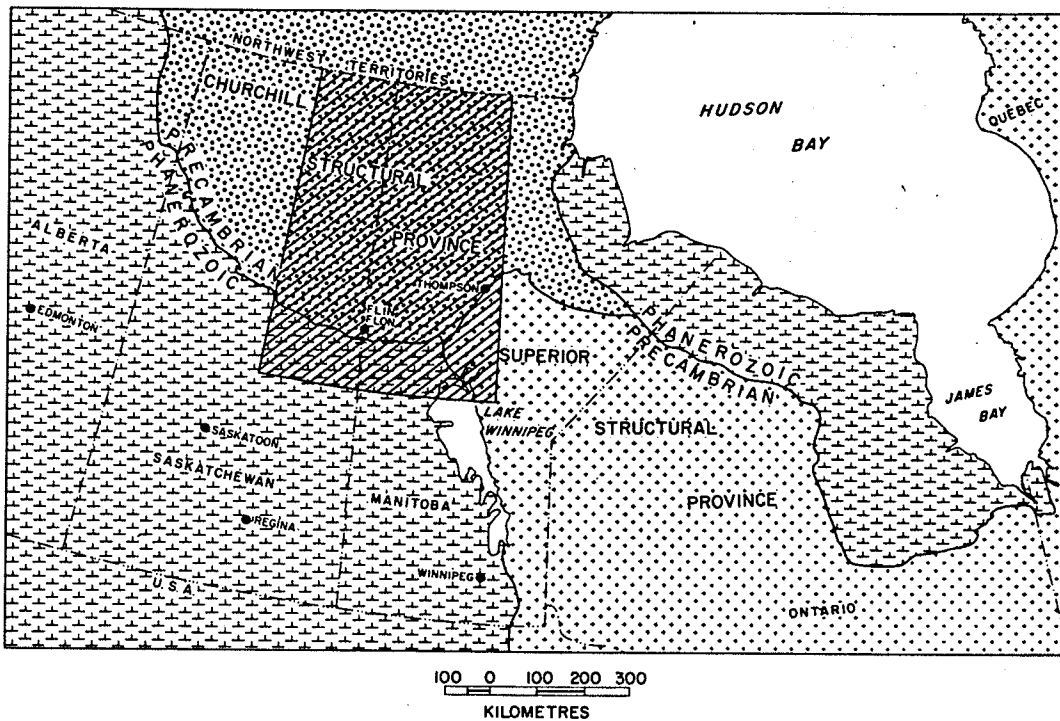 NORTHWEST TERRITORIES
CHURCHILL
STRUCTURAL
PROVINCE
HUDSON
BAY
QUÉBEC
PRECAMBRIAN
PHANEROZOIC
ALBERTA
EDMONTON
THOMPSON
FLIN
FLON
PHANEROZOIC
PRECAMBRIAN
SUPERIOR
STRUCTURAL
PROVINCE
LAKE
WINNIPEG
JAMES
BAY
SASKATOON
SASKATCHEWAN
MANITOBA
REGINA
WINNIPEG
U.S.A.
ONTARIO
100 0 100 200 300
KILOMETRES